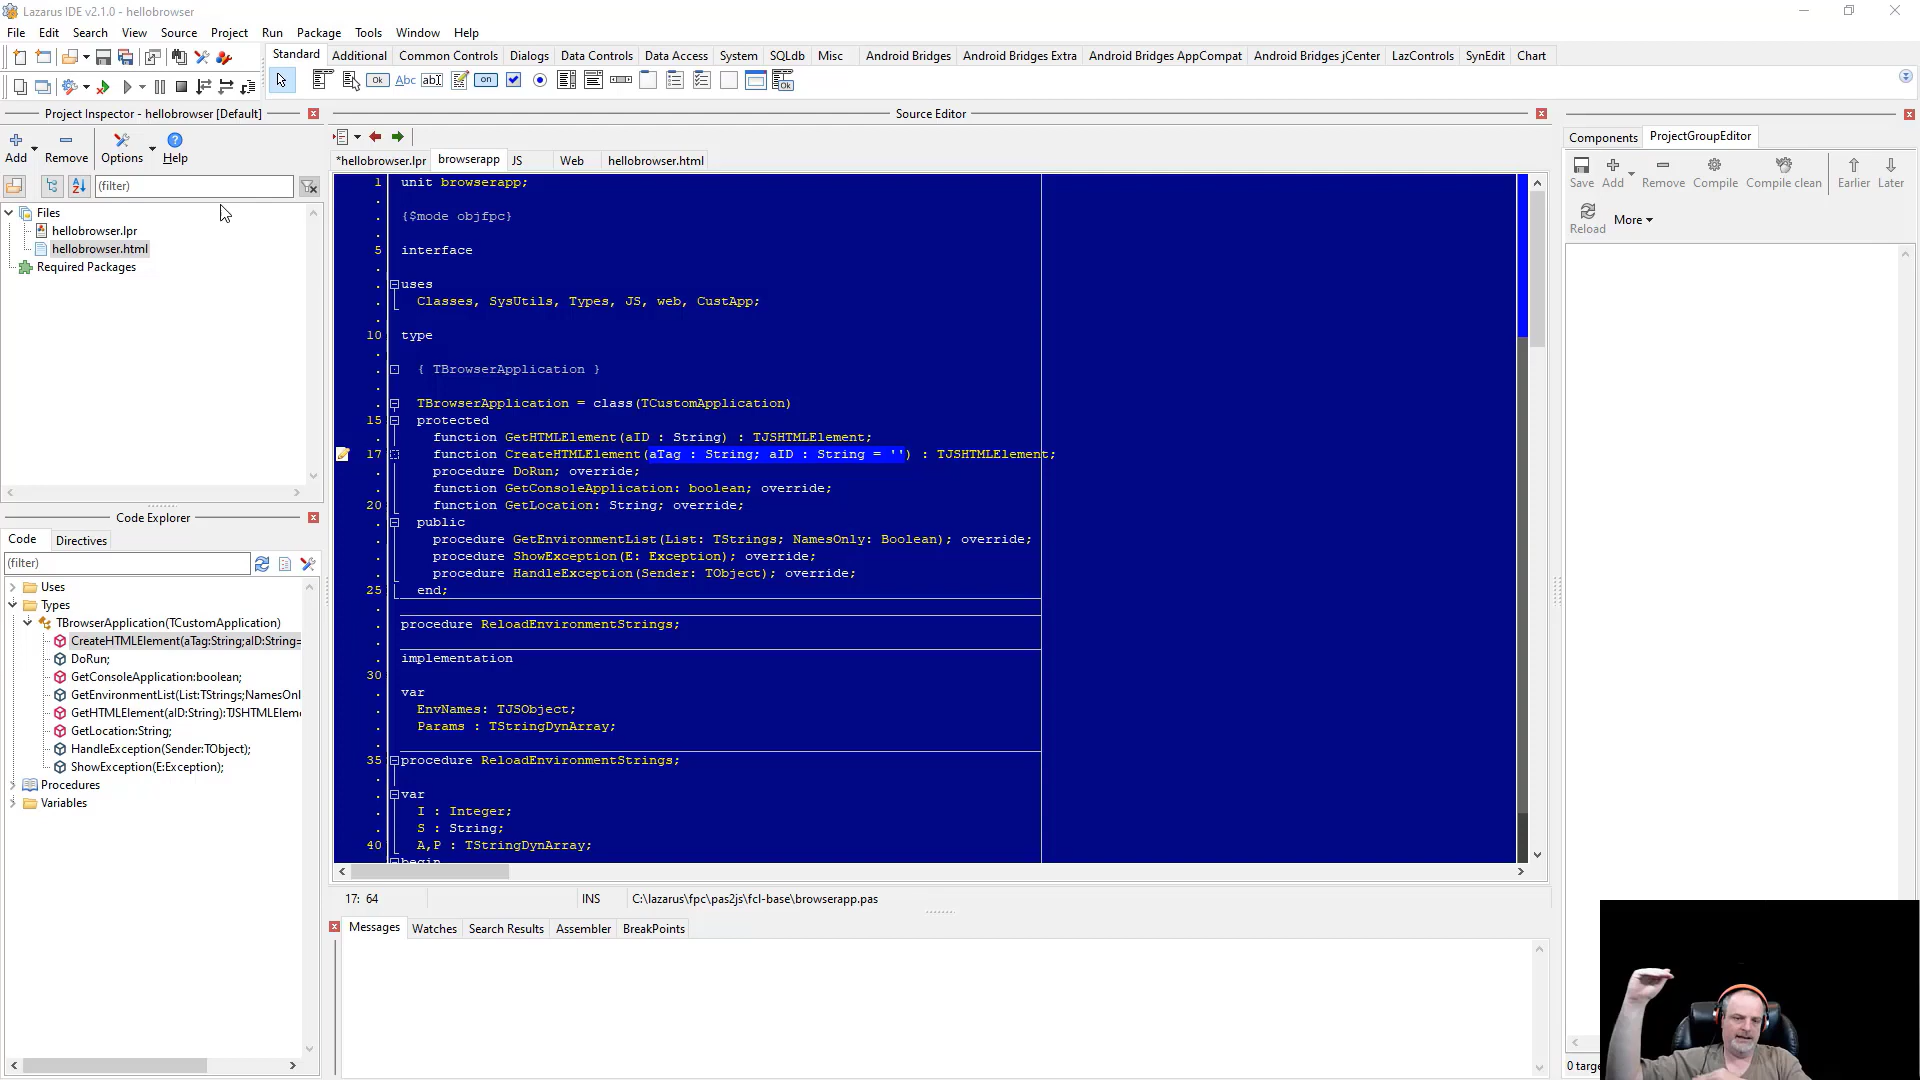 Lazarus IDE v2.1.0 - hellobrowser
File Edit Search View Source Project Run Package Tools Window Help
Standard Additional Common Controls Dialogs Data Controls Data Access System SQLdb Misc Android Bridges Android Bridges Extra Android Bridges AppCompat Android Bridges jCenter LazControls SynEdit Chart
Ok Abc abI on Ok
Project Inspector - hellobrowser [Default]
Add Remove Options Help
(filter)
Files
hellobrowser.lpr
hellobrowser.html
Required Packages
Code Explorer
Code Directives
(filter)
Uses
Types
TBrowserApplication(TCustomApplication)
CreateHTMLElement(aTag:String;aID:String=
DoRun;
GetConsoleApplication:boolean;
GetEnvironmentList(List:TStrings;NamesOnl
GetHTMLElement(aID:String):TJSHTMLEleme
GetLocation:String;
HandleException(Sender:TObject);
ShowException(E:Exception);
Procedures
Variables
Source Editor
*hellobrowser.lpr browserapp JS Web hellobrowser.html
1 unit browserapp;
{$mode objfpc}
5 interface
uses
Classes, SysUtils, Types, JS, web, CustApp;
10 type
{ TBrowserApplication }
TBrowserApplication = class(TCustomApplication)
15 protected
function GetHTMLElement(aID : String) : TJSHTMLElement;
17 function CreateHTMLElement(aTag : String; aID : String = '') : TJSHTMLElement;
procedure DoRun; override;
function GetConsoleApplication: boolean; override;
20 function GetLocation: String; override;
public
procedure GetEnvironmentList(List: TStrings; NamesOnly: Boolean); override;
procedure ShowException(E: Exception); override;
procedure HandleException(Sender: TObject); override;
25 end;
procedure ReloadEnvironmentStrings;
implementation
30
var
EnvNames: TJSObject;
Params : TStringDynArray;
35 procedure ReloadEnvironmentStrings;
var
I : Integer;
S : String;
40 A,P : TStringDynArray;
begin
17: 64 INS C:\lazarus\fpc\pas2js\fcl-base\browserapp.pas
Messages Watches Search Results Assembler BreakPoints
Components ProjectGroupEditor
Save Add Remove Compile Compile clean Earlier Later
Reload More
0 targe